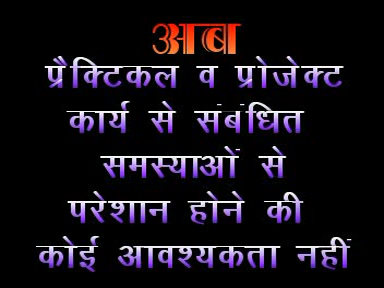 अब
प्रैक्टिकल व प्रोजेक्ट
कार्य से संबंधित
समस्याओं से
परेशान होने की
कोई आवश्यकता नहीं